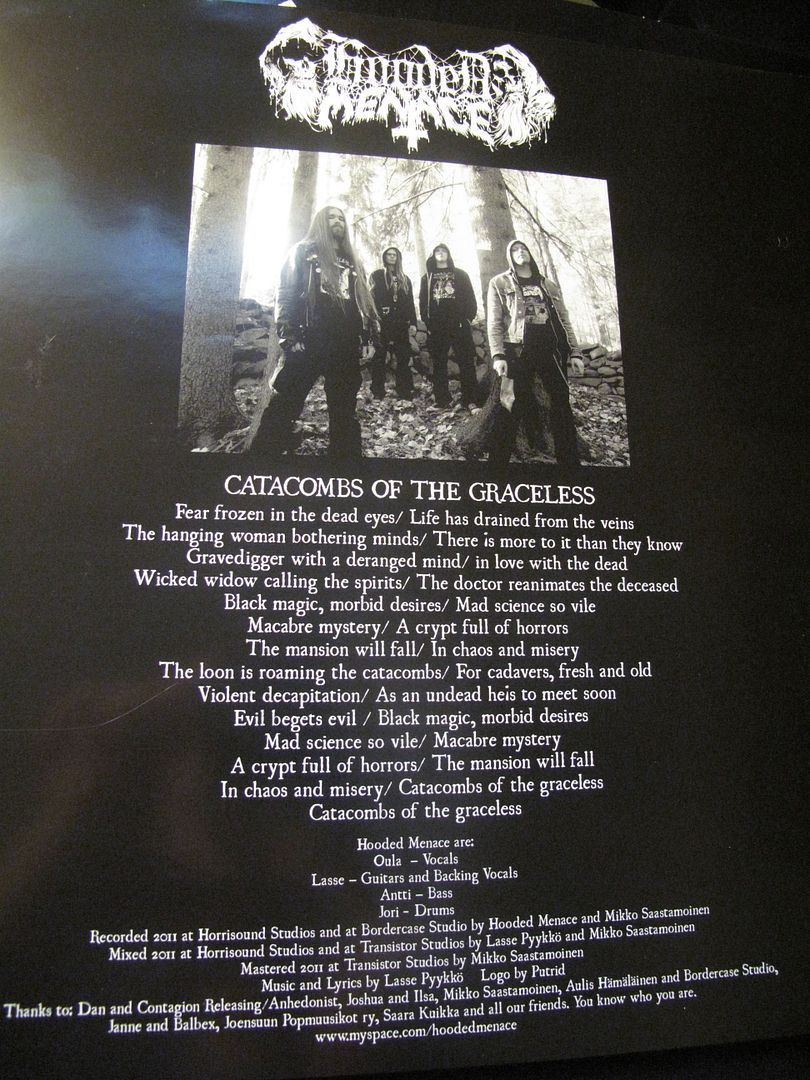 Hooded
MENACE
CATACOMBS OF THE GRACELESS
Fear frozen in the dead eyes/ Life has drained from the veins
The hanging woman bothering minds/ There is more to it than they know
Gravedigger with a deranged mind/ in love with the dead
Wicked widow calling the spirits/ The doctor reanimates the deceased
Black magic, morbid desires/ Mad science so vile
Macabre mystery/ A crypt full of horrors
The mansion will fall/ In chaos and misery
The loon is roaming the catacombs/ For cadavers, fresh and old
Violent decapitation/ As an undead heis to meet soon
Evil begets evil / Black magic, morbid desires
Mad science so vile/ Macabre mystery
A crypt full of horrors/ The mansion will fall
In chaos and misery/ Catacombs of the graceless
Catacombs of the graceless
Hooded Menace are:
Oula – Vocals
Lasse – Guitars and Backing Vocals
Antti – Bass
Jori - Drums
Recorded 2011 at Horrisound Studios and at Bordercase Studio by Hooded Menace and Mikko Saastamoinen
Mixed 2011 at Horrisound Studios and at Transistor Studios by Lasse Pyykkö and Mikko Saastamoinen
Mastered 2011 at Transistor Studios by Mikko Saastamoinen
Music and Lyrics by Lasse Pyykkö Logo by Putrid
Thanks to: Dan and Contagion Releasing/Anhedonist, Joshua and Ilsa, Mikko Saastamoinen, Aulis Hämäläinen and Bordercase Studio,
Janne and Balbex, Joensuun Popmuusikot ry, Saara Kuikka and all our friends. You know who you are.
www.myspace.com/hoodedmenace